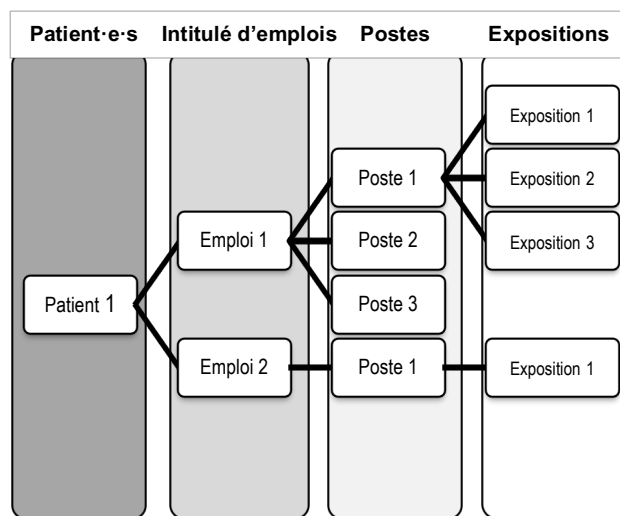 Patient·e·s Intitulé d’emplois Postes Expositions
Exposition 1
Poste 1 Exposition 2
Emploi 1 Poste 2 Exposition 3
Patient 1 Poste 3
Emploi 2 Poste 1 Exposition 1